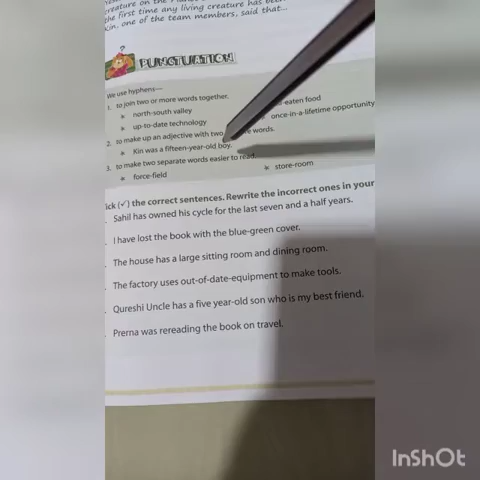 creature on the
the first time any living creature has been
Kin, one of the team members, said that...
PUNCTUATION
We use hyphens—
1. to join two or more words together.
north-south valley
-eaten food
up-to-date technology
once-in-a-lifetime opportunity
2. to make up an adjective with two words.
Kin was a fifteen-year-old boy.
3. to make two separate words easier to read.
force-field
store-room
ick (✓) the correct sentences. Rewrite the incorrect ones in your
Sahil has owned his cycle for the last seven and a half years.
I have lost the book with the blue-green cover.
The house has a large sitting room and dining room.
The factory uses out-of-date-equipment to make tools.
Qureshi Uncle has a five year-old son who is my best friend.
Prerna was rereading the book on travel.
InShOt